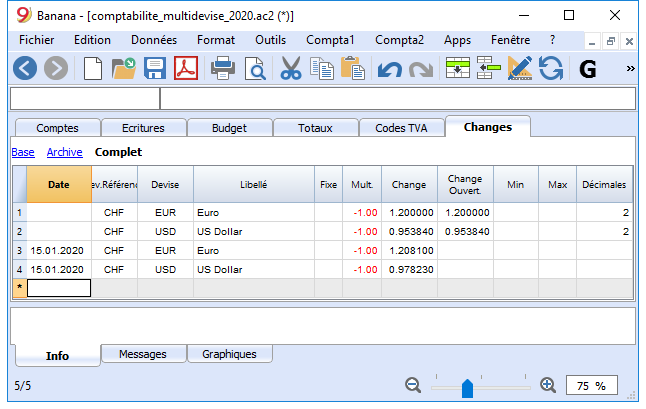 Banana - [comptabilite_multidevise_2020.ac2 (*)]
Fichier Edition Données Format Outils Compta1 Compta2 Apps Fenêtre ?
G »
Comptes Ecritures Budget Totaux Codes TVA Changes
Base Archive Complet
Date ev.Référenc Devise Libellé Fixe Mult. Change Change Ouvert. Min Max Décimales
1 CHF EUR Euro -1.00 1.200000 1.200000 2
2 CHF USD US Dollar -1.00 0.953840 0.953840 2
3 15.01.2020 CHF EUR Euro -1.00 1.208100
4 15.01.2020 CHF USD US Dollar -1.00 0.978230
*
Info Messages Graphiques
5/5 75 %